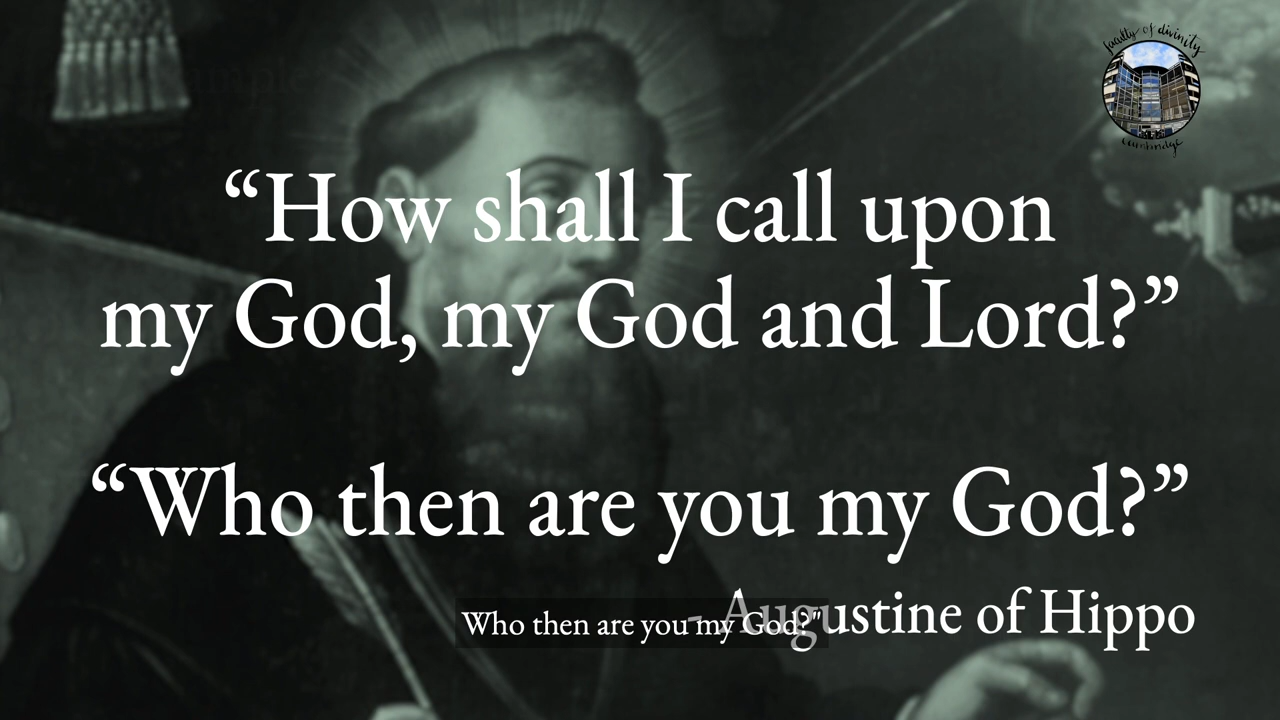 faculty of divinity
cambridge
“How shall I call upon
my God, my God and Lord?”
“Who then are you my God?”
- Augustine of Hippo
Who then are you my God?"